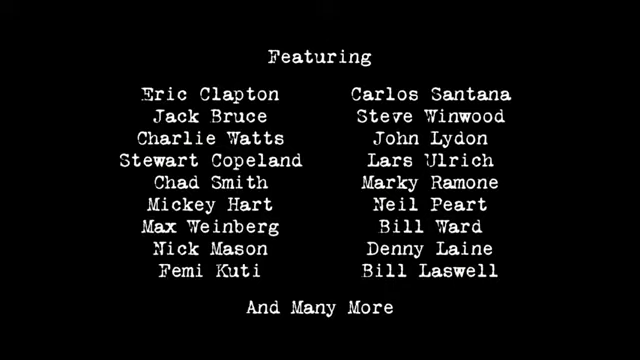 Featuring
Eric Clapton
Jack Bruce
Charlie Watts
Stewart Copeland
Chad Smith
Mickey Hart
Max Weinberg
Nick Mason
Femi Kuti
Carlos Santana
Steve Winwood
John Lydon
Lars Ulrich
Marky Ramone
Neil Peart
Bill Ward
Denny Laine
Bill Laswell
And Many More